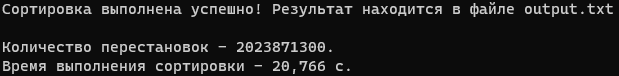 Сортировка выполнена успешно! Результат находится в файле output.txt
Количество перестановок - 2023871300.
Время выполнения сортировки - 20,766 с.